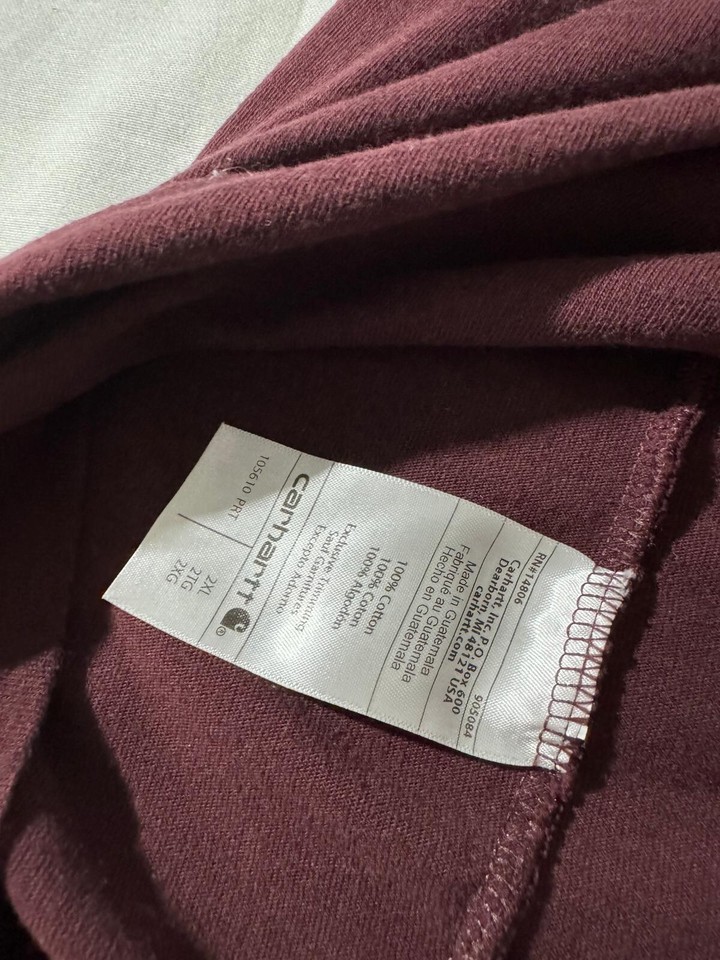 105610 PRT
2XL
2TG
2XG
carhartt ®
Exclusive Trimming
Sauf Garnitures
Excepto Adorno
100% Cotton
100% Coton
100% Algodón
Made in Guatemala
Fabriqué au Guatemala
Hecho en Guatemala
Carhartt, Inc. P.O. Box 600
Dearborn, MI 48121 USA
carhartt.com
RN#14806
905084